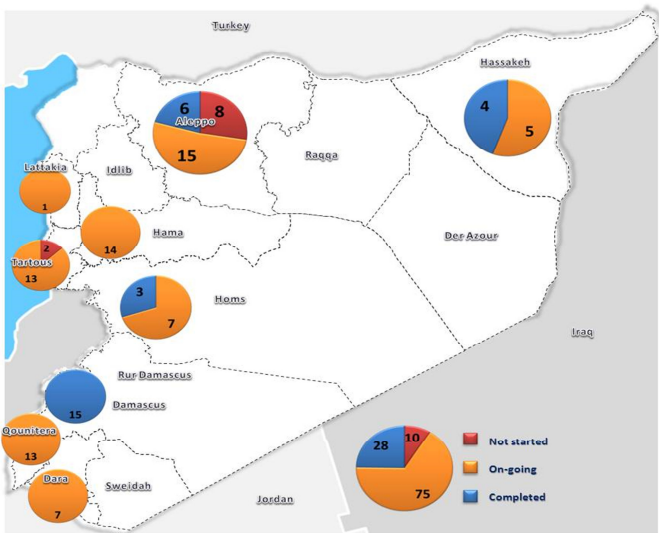 Turkey
Hassakeh
4
5
6
8
Aleppo
15
Raqqa
Idlib
Lattakia
1
Hama
14
Der Azour
2
Tartous
13
Homs
3
7
Iraq
Rur Damascus
Damascus
15
Qounitera
13
Dara
7
Sweidah
Jordan
28
10
75
Not started
On-going
Completed